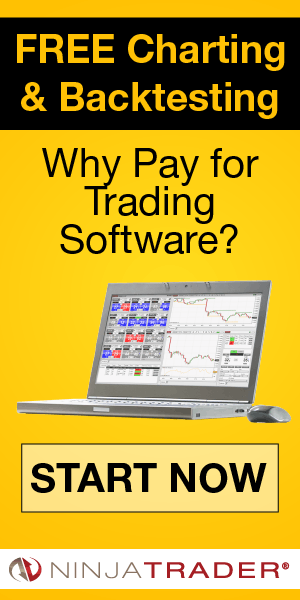 FREE Charting
& Backtesting
Why Pay for
Trading
Software?
START NOW
NINJATRADER®